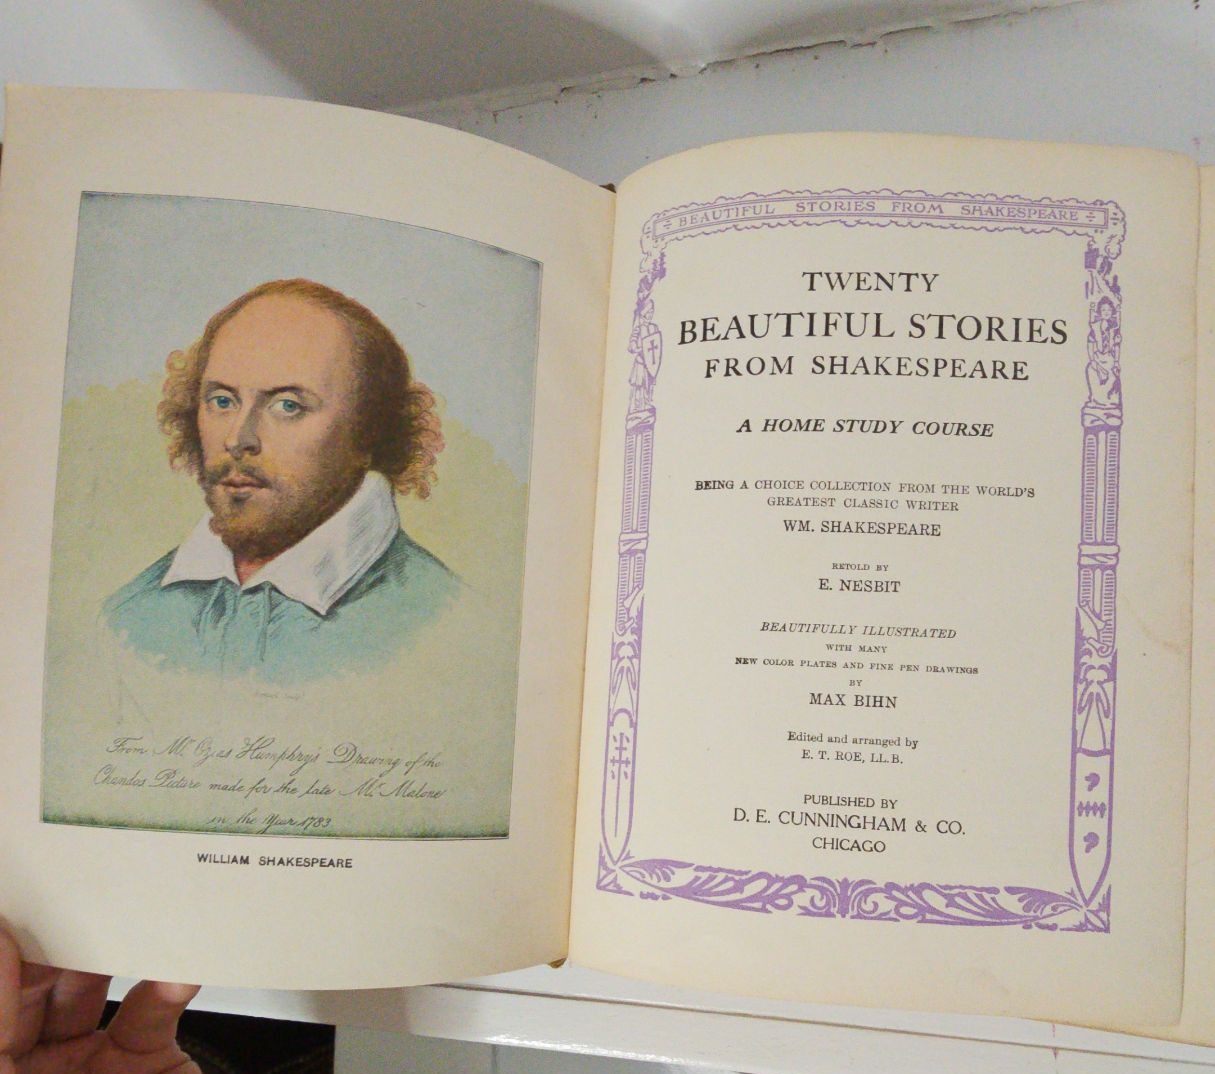 From Mr. Ozias Humphry's Drawing of the
Chandos Picture made for the late Mr. Malone
in the Year 1783
WILLIAM SHAKESPEARE
BEAUTIFUL STORIES FROM SHAKESPEARE
TWENTY
BEAUTIFUL STORIES
FROM SHAKESPEARE
A HOME STUDY COURSE
BEING A CHOICE COLLECTION FROM THE WORLD'S
GREATEST CLASSIC WRITER
WM. SHAKESPEARE
RETOLD BY
E. NESBIT
BEAUTIFULLY ILLUSTRATED
WITH MANY
NEW COLOR PLATES AND FINE PEN DRAWINGS
BY
MAX BIHN
Edited and arranged by
E. T. ROE, LL.B.
PUBLISHED BY
D. E. CUNNINGHAM & CO.
CHICAGO